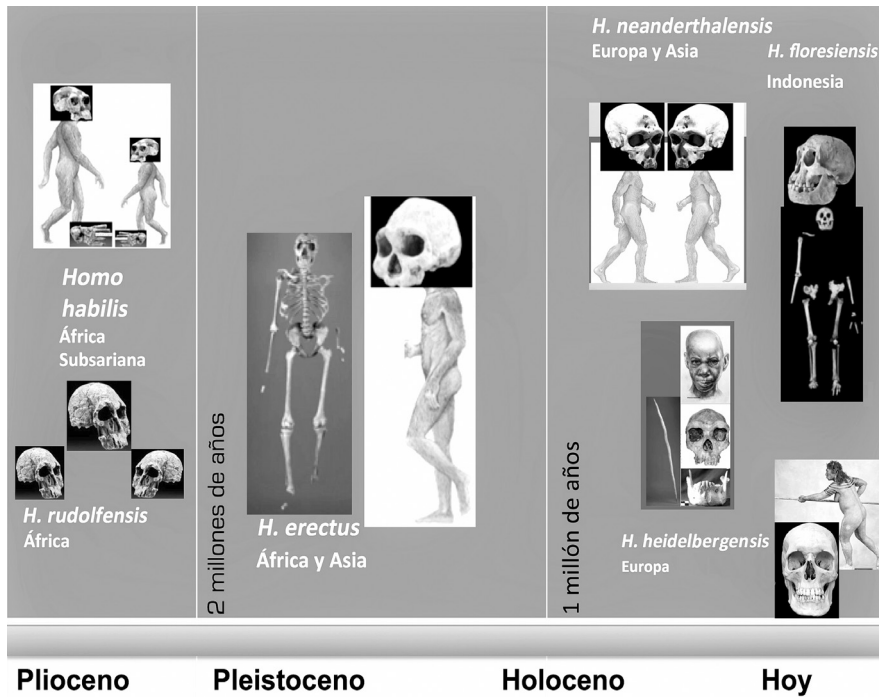 Homo
habilis
África
Subsariana
H. rudolfensis
África
2 millones de años
H. erectus
África y Asia
1 millón de años
H. neanderthalensis
Europa y Asia
H. floresiensis
Indonesia
H. heidelbergensis
Europa
Plioceno
Pleistoceno
Holoceno
Hoy